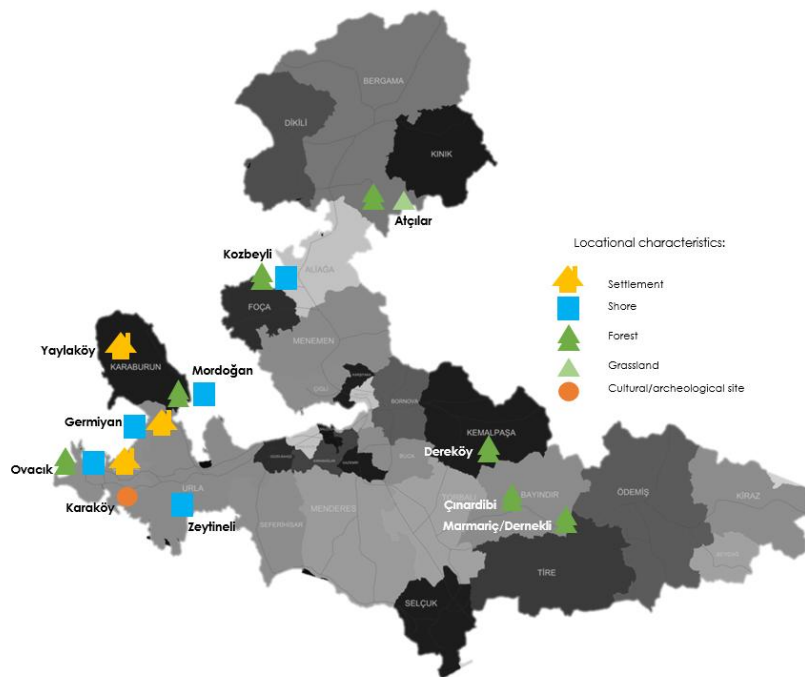 BERGAMA
DİKİLİ
KINIK
Atçılar
Kozbeyli
ALİAĞA
FOÇA
MENEMEN
Locational characteristics:
Settlement
Shore
Forest
Grassland
Cultural/archeological site
Yaylaköy
KARABURUN
Mordoğan
Germiyan
ÇİĞLİ
BORNOVA
KEMALPAŞA
Dereköy
BUCA
Ovacık
Karaköy
URLA
Zeytineli
SEFERİHİSAR
MENDERES
TORBALI
BAYINDIR
Çınardibi
Marmariç/Dernekli
ÖDEMİŞ
KİRAZ
TİRE
SELÇUK